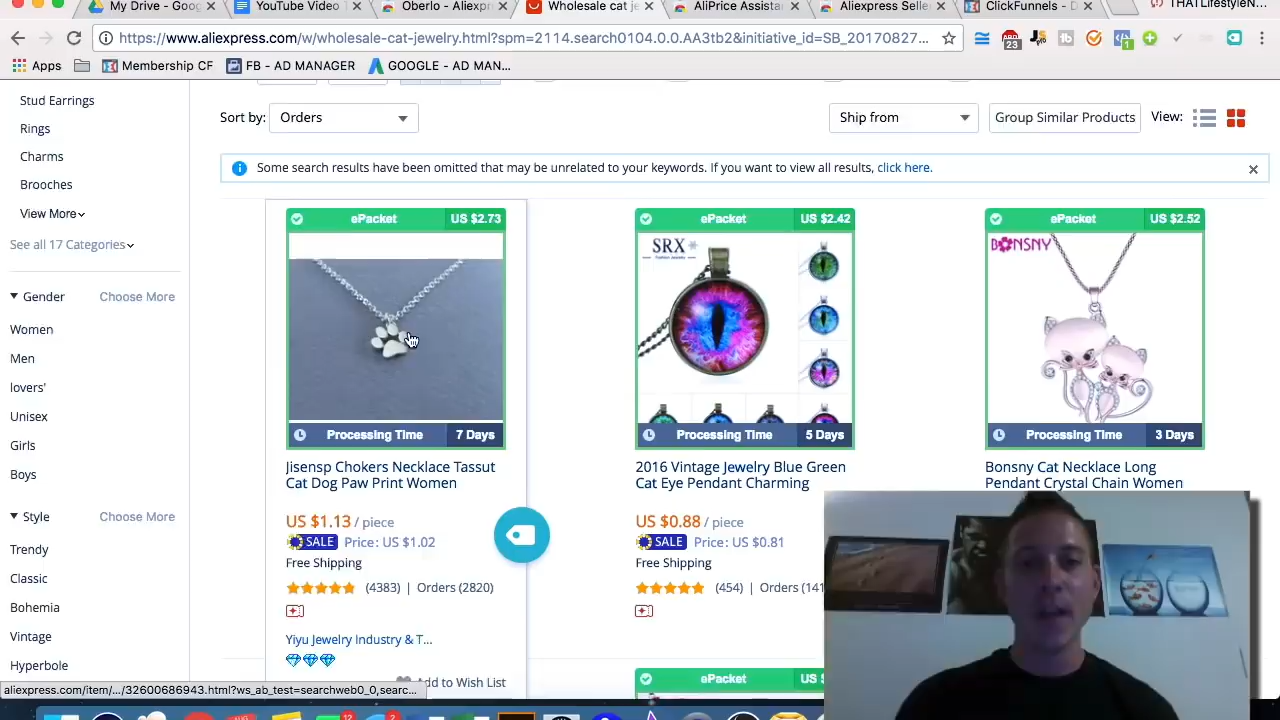 My Drive - Goog
YouTube Video T
Oberlo - Aliexpr
Wholesale cat je
AliPrice Assistan
Aliexpress Selle
ClickFunnels - D
THATLifestyleN
https://www.aliexpress.com/w/wholesale-cat-jewelry.html?spm=2114.search0104.0.0.AA3tb2&initiative_id=SB_20170827...
23
1
Apps
Membership CF
FB - AD MANAGER
GOOGLE - AD MAN...
Stud Earrings
Rings
Charms
Brooches
View More
See all 17 Categories
Gender Choose More
Women
Men
lovers'
Unisex
Girls
Boys
Style Choose More
Trendy
Classic
Bohemia
Vintage
Hyperbole
Sort by: Orders
Ship from
Group Similar Products
View:
Some search results have been omitted that may be unrelated to your keywords. If you want to view all results, click here.
ePacket US $2.73
Processing Time 7 Days
Jisensp Chokers Necklace Tassut
Cat Dog Paw Print Women
US $1.13 / piece
SALE Price: US $1.02
Free Shipping
(4383) | Orders (2820)
Yiyu Jewelry Industry & T...
Add to Wish List
ePacket US $2.42
SRX
Fashion Jewelry
Processing Time 5 Days
2016 Vintage Jewelry Blue Green
Cat Eye Pendant Charming
US $0.88 / piece
SALE Price: US $0.81
Free Shipping
(454) | Orders (141
ePacket US $2.52
BONSNY
Processing Time 3 Days
Bonsny Cat Necklace Long
Pendant Crystal Chain Women
ePacket $
aliexpress.com/item/.../32600686943.html?ws_ab_test=searchweb0_0,searc...
12
2